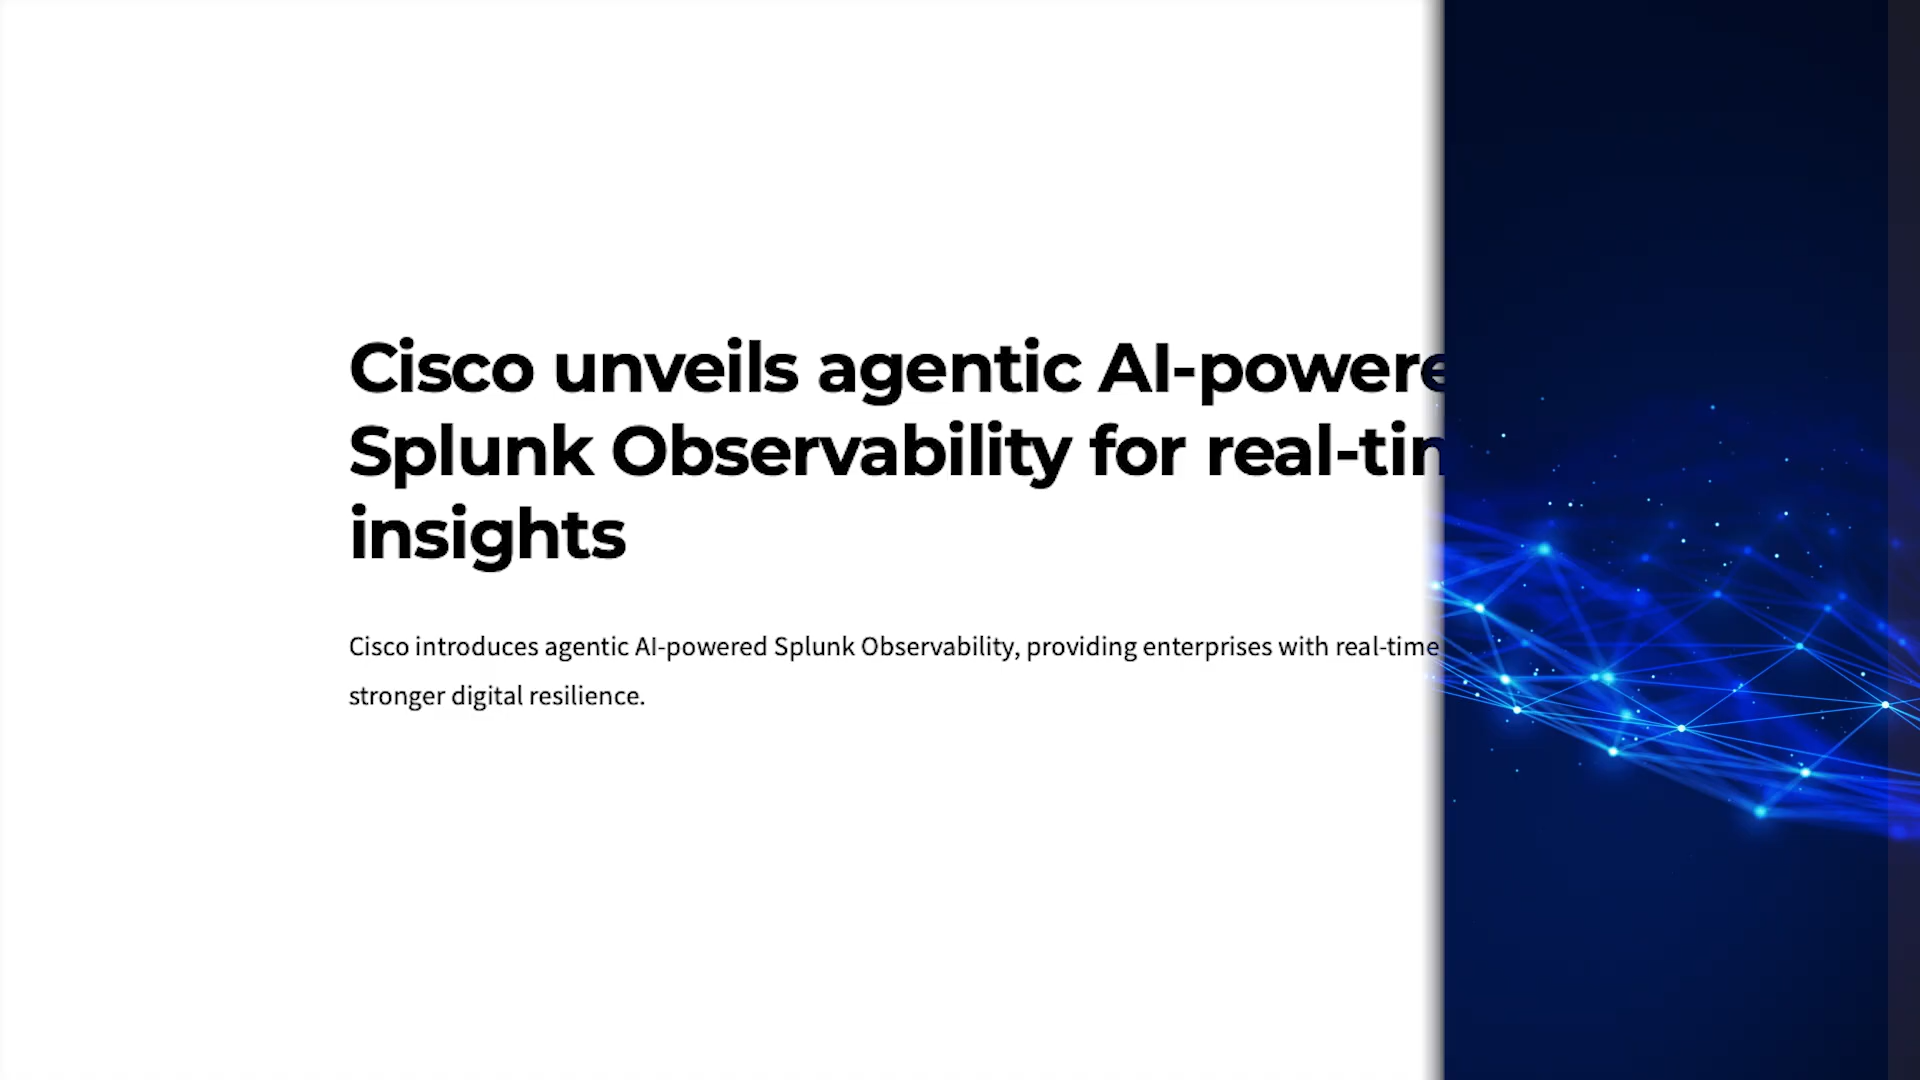 Cisco unveils agentic AI-powere
Splunk Observability for real-tin
insights
Cisco introduces agentic AI-powered Splunk Observability, providing enterprises with real-time
stronger digital resilience.